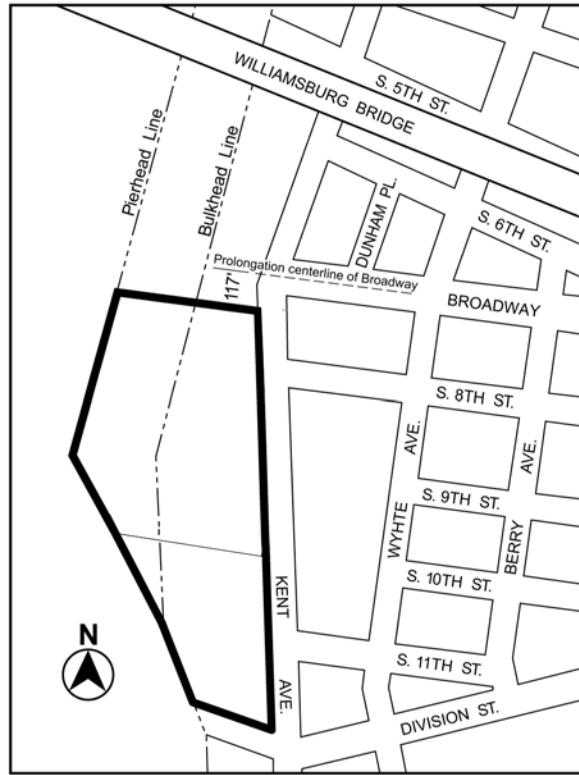 S. 5TH ST.
WILLIAMSBURG BRIDGE
Pierhead Line
Bulkhead Line
DUNHAM PL.
S. 6TH ST.
Prolongation centerline of Broadway
117'
BROADWAY
S. 8TH ST.
AVE.
AVE.
S. 9TH ST.
WYHTE
BERRY
S. 10TH ST.
KENT
N
S. 11TH ST.
AVE.
DIVISION ST.